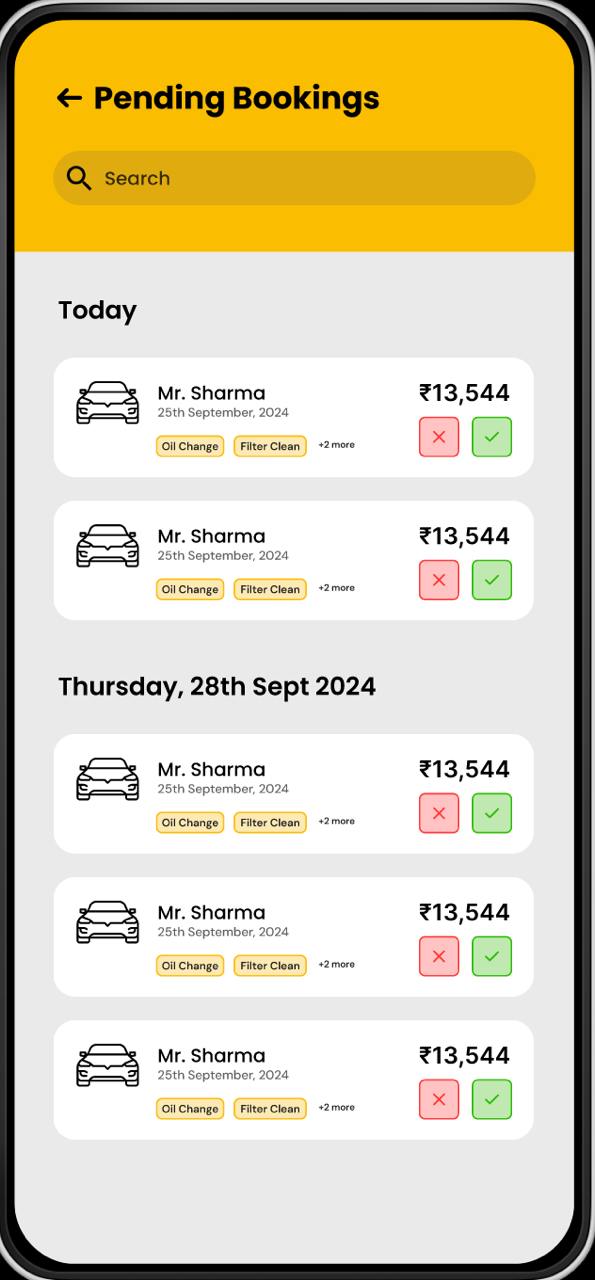 Pending Bookings
Search
Today
Mr. Sharma ₹13,544
25th September, 2024
Oil Change Filter Clean +2 more
Mr. Sharma ₹13,544
25th September, 2024
Oil Change Filter Clean +2 more
Thursday, 28th Sept 2024
Mr. Sharma ₹13,544
25th September, 2024
Oil Change Filter Clean +2 more
Mr. Sharma ₹13,544
25th September, 2024
Oil Change Filter Clean +2 more
Mr. Sharma ₹13,544
25th September, 2024
Oil Change Filter Clean +2 more